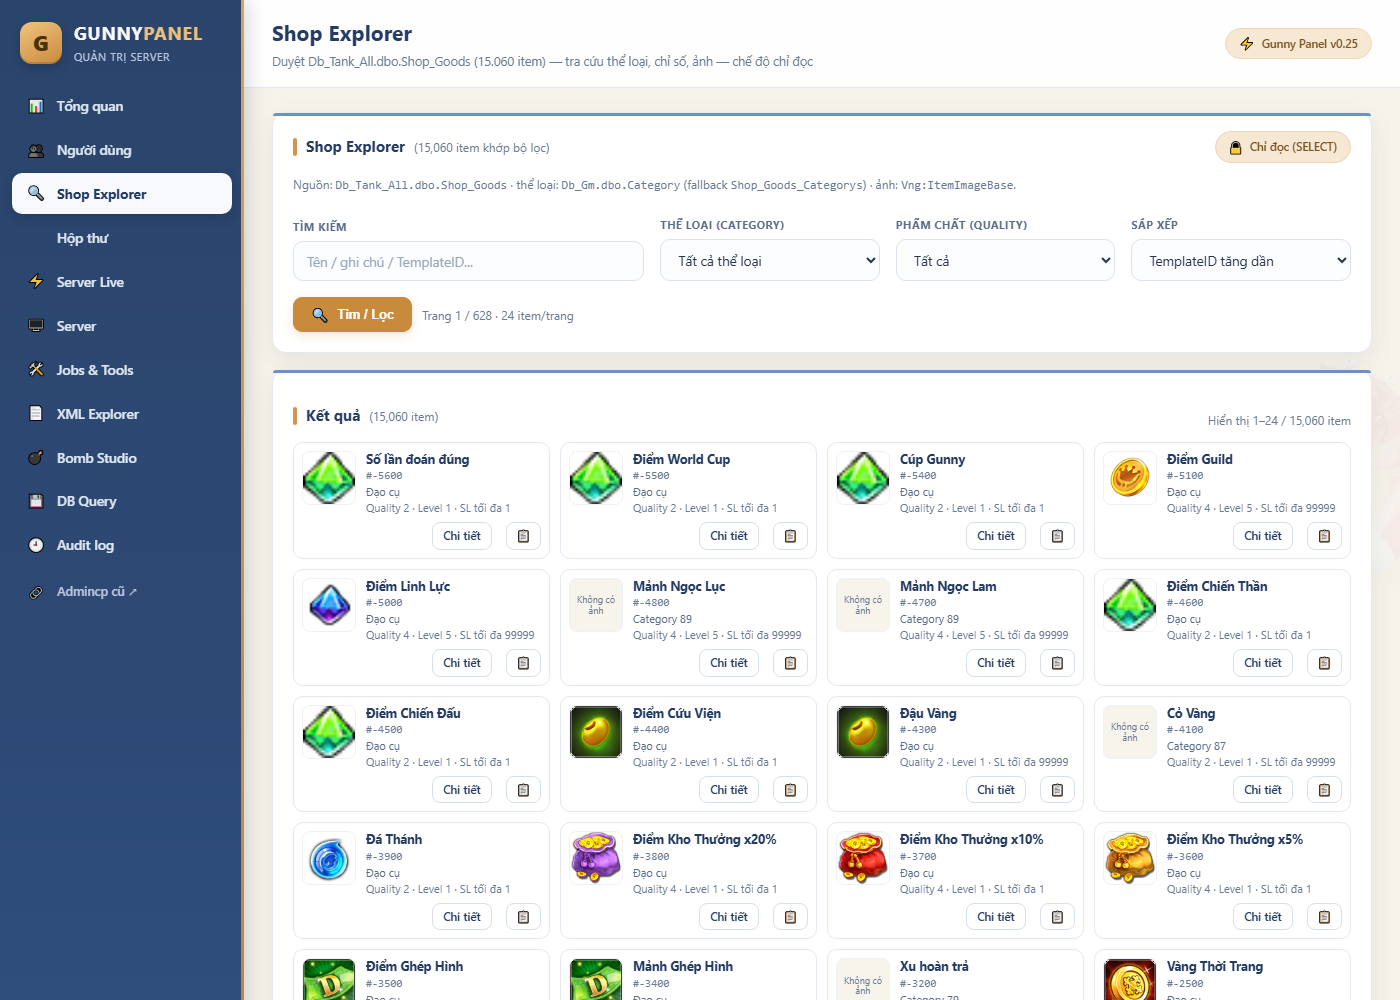 G
GUNNYPANEL
QUẢN TRỊ SERVER
Tổng quan
Người dùng
Shop Explorer
Hộp thư
Server Live
Server
Jobs & Tools
XML Explorer
Bomb Studio
DB Query
Audit log
Admincp cũ ↗
Shop Explorer
Duyệt Db_Tank_All.dbo.Shop_Goods (15.060 item) — tra cứu thể loại, chỉ số, ảnh — chế độ chỉ đọc
Gunny Panel v0.25
Shop Explorer (15,060 item khớp bộ lọc)
Chỉ đọc (SELECT)
Nguồn: Db_Tank_All.dbo.Shop_Goods · thể loại: Db_Gm.dbo.Category (fallback Shop_Goods_Categorys) · ảnh: Vng:ItemImageBase.
TÌM KIẾM
THỂ LOẠI (CATEGORY)
PHẨM CHẤT (QUALITY)
SẮP XẾP
Tên / ghi chú / TemplateID...
Tất cả thể loại
Tất cả
TemplateID tăng dần
Tìm / Lọc
Trang 1 / 628 · 24 item/trang
Kết quả (15,060 item)
Hiển thị 1–24 / 15,060 item
Số lần đoán đúng
#-5600
Đạo cụ
Quality 2 · Level 1 · SL tối đa 1
Chi tiết
Điểm World Cup
#-5500
Đạo cụ
Quality 2 · Level 1 · SL tối đa 1
Chi tiết
Cúp Gunny
#-5400
Đạo cụ
Quality 2 · Level 1 · SL tối đa 1
Chi tiết
Điểm Guild
#-5100
Đạo cụ
Quality 4 · Level 5 · SL tối đa 99999
Chi tiết
Điểm Linh Lực
#-5000
Đạo cụ
Quality 4 · Level 5 · SL tối đa 99999
Chi tiết
Không có
ảnh
Mảnh Ngọc Lục
#-4800
Category 89
Quality 4 · Level 5 · SL tối đa 99999
Chi tiết
Không có
ảnh
Mảnh Ngọc Lam
#-4700
Category 89
Quality 4 · Level 5 · SL tối đa 99999
Chi tiết
Điểm Chiến Thần
#-4600
Đạo cụ
Quality 2 · Level 1 · SL tối đa 1
Chi tiết
Điểm Chiến Đấu
#-4500
Đạo cụ
Quality 2 · Level 1 · SL tối đa 1
Chi tiết
Điểm Cứu Viện
#-4400
Đạo cụ
Quality 2 · Level 1 · SL tối đa 1
Chi tiết
Đậu Vàng
#-4300
Đạo cụ
Quality 2 · Level 1 · SL tối đa 99999
Chi tiết
Không có
ảnh
Cỏ Vàng
#-4100
Category 87
Quality 2 · Level 1 · SL tối đa 99999
Chi tiết
Đá Thánh
#-3900
Đạo cụ
Quality 2 · Level 1 · SL tối đa 1
Chi tiết
Điểm Kho Thưởng x20%
#-3800
Đạo cụ
Quality 4 · Level 1 · SL tối đa 1
Chi tiết
Điểm Kho Thưởng x10%
#-3700
Đạo cụ
Quality 4 · Level 1 · SL tối đa 1
Chi tiết
Điểm Kho Thưởng x5%
#-3600
Đạo cụ
Quality 4 · Level 1 · SL tối đa 1
Chi tiết
Điểm Ghép Hình
#-3500
Đạo cụ
Mảnh Ghép Hình
#-3400
Đạo cụ
Không có
ảnh
Xu hoàn trả
#-3200
Category 79
Vàng Thời Trang
#-2500
Đạo cụ